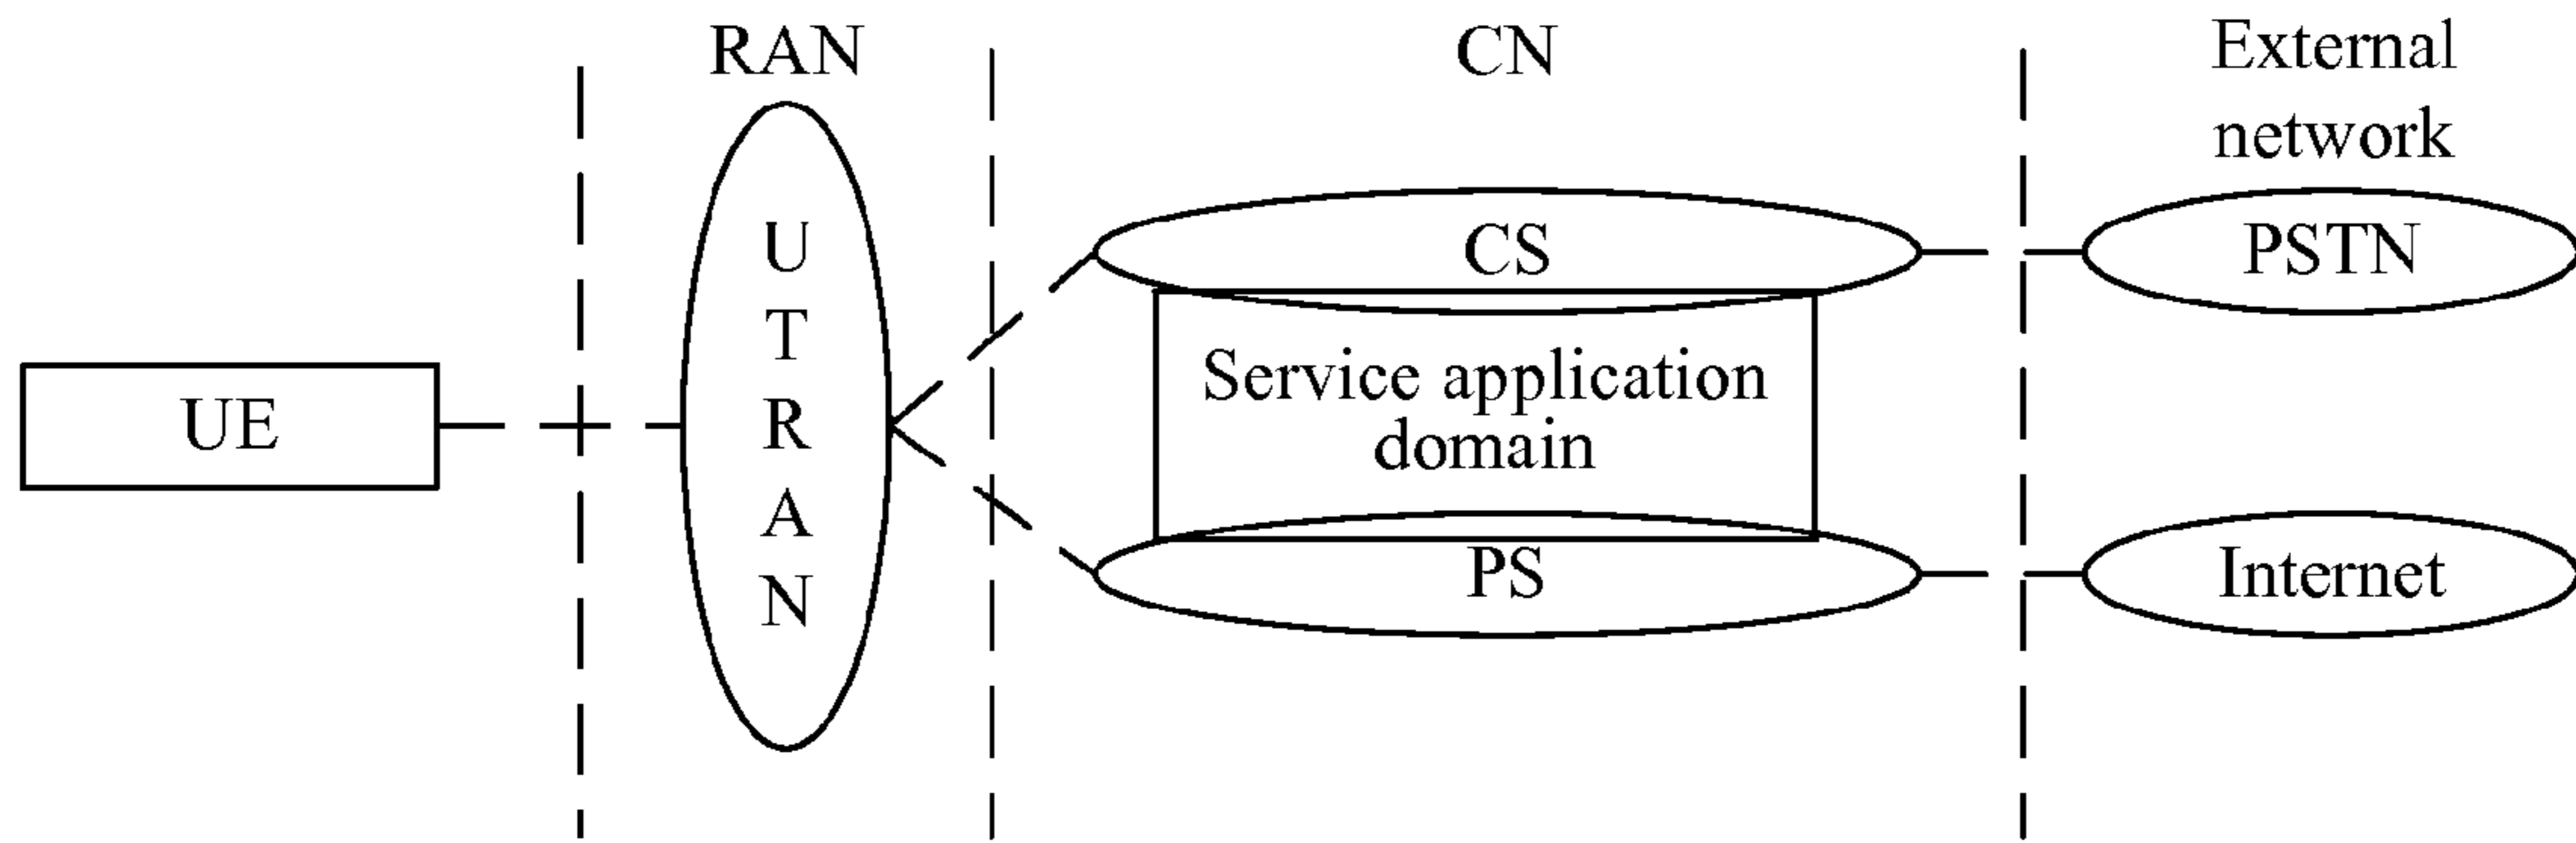 RAN
CN
External
network
UE
U
T
R
A
N
CS
Service application
domain
PS
PSTN
Internet